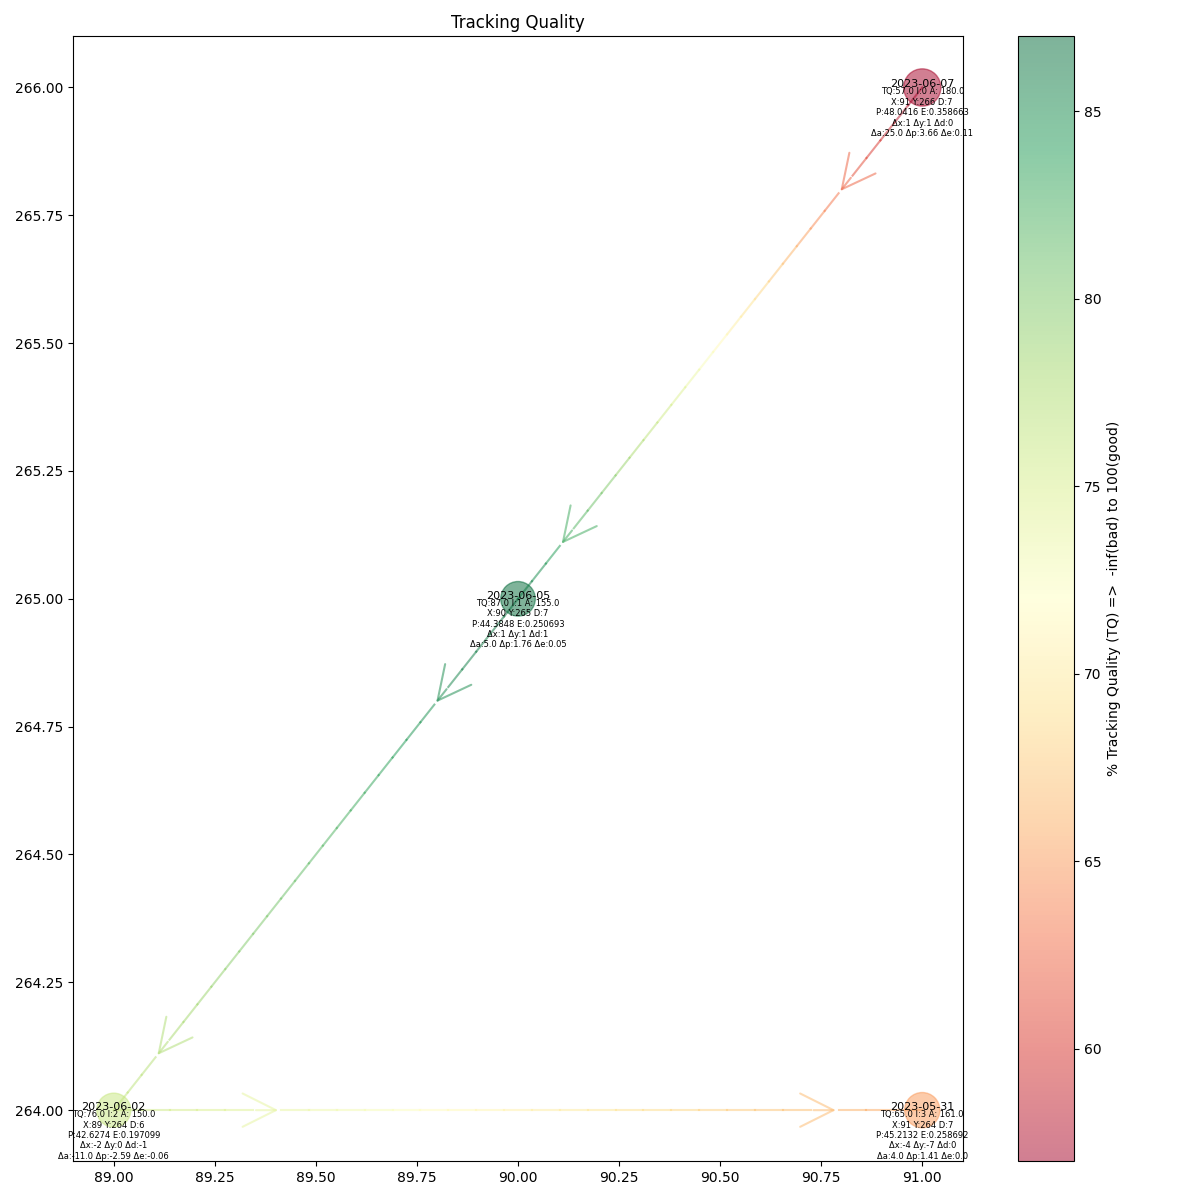 Tracking Quality
266.00
265.75
265.50
265.25
265.00
264.75
264.50
264.25
264.00
2023-06-07
TQ:57.0 I:0 A: 180.0
X:91 Y:266 D:7
P:48.0416 E:0.358663
Δx:1 Δy:1 Δd:0
Δa:25.0 Δp:3.66 Δe:0.11
2023-06-05
TQ:87.0 I:1 A: 155.0
X:90 Y:265 D:7
P:44.3848 E:0.250693
Δx:1 Δy:1 Δd:1
Δa:5.0 Δp:1.76 Δe:0.05
2023-06-02
TQ:76.0 I:2 A: 150.0
X:89 Y:264 D:6
P:42.6274 E:0.197099
Δx:-2 Δy:0 Δd:-1
Δa:-11.0 Δp:-2.59 Δe:-0.06
2023-05-31
TQ:65.0 I:3 A: 161.0
X:91 Y:264 D:7
P:45.2132 E:0.258692
Δx:-4 Δy:-7 Δd:0
Δa:4.0 Δp:1.41 Δe:0.0
89.00 89.25 89.50 89.75 90.00 90.25 90.50 90.75 91.00
85
80
75
70
65
60
% Tracking Quality (TQ) => -inf(bad) to 100(good)